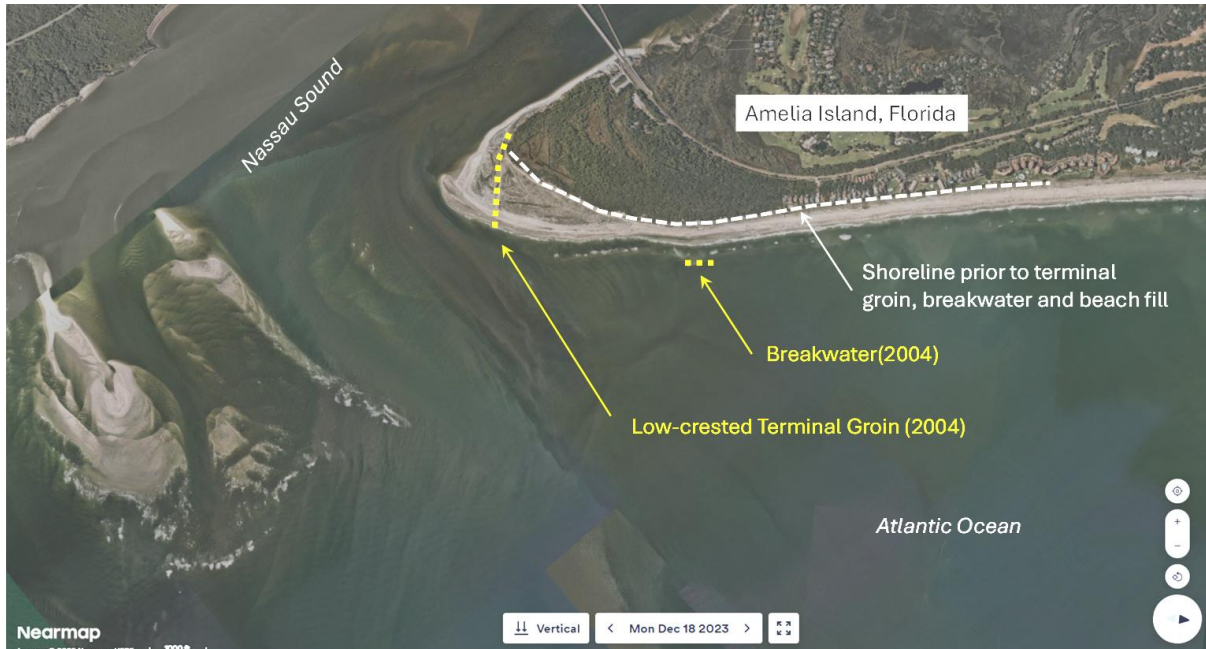 Nassau Sound
Amelia Island, Florida
Shoreline prior to terminal
groin, breakwater and beach fill
Breakwater(2004)
Low-crested Terminal Groin (2004)
Atlantic Ocean
+
−
Nearmap
Vertical
< Mon Dec 18 2023 >